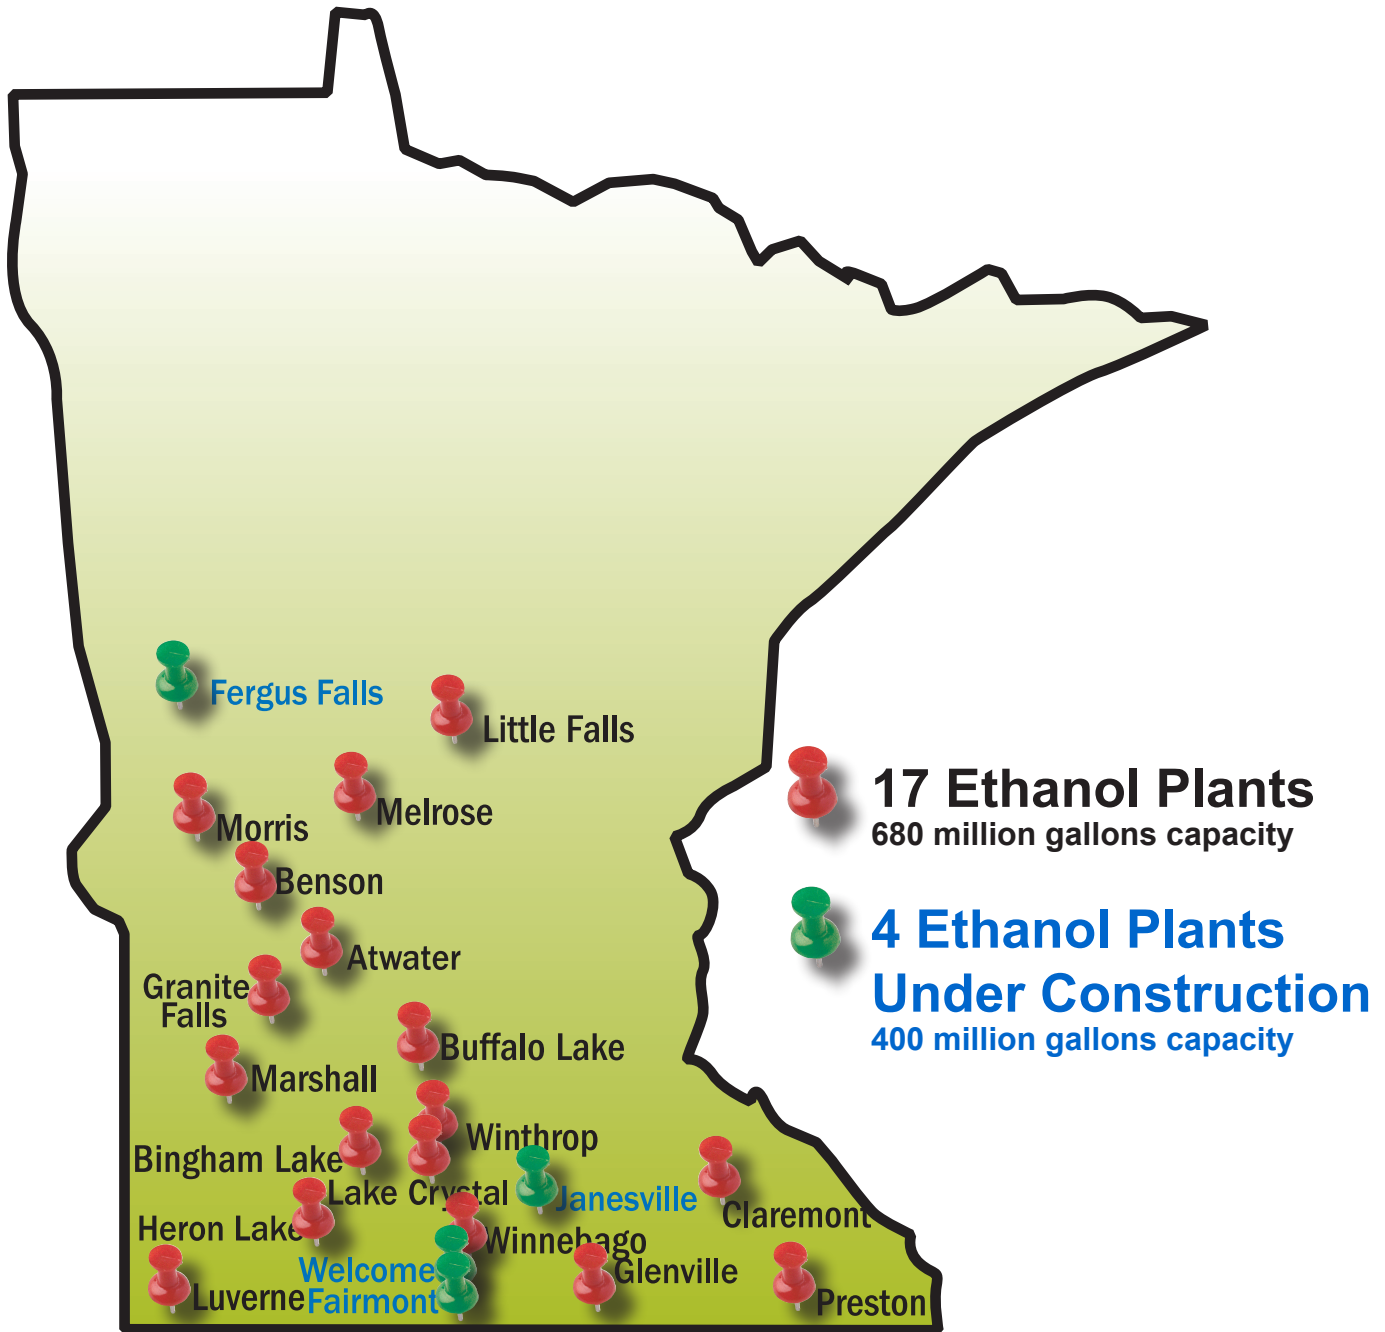 Fergus Falls
Little Falls
Melrose
Morris
Benson
Atwater
Granite
Falls
Buffalo Lake
Marshall
Winthrop
Bingham Lake
Lake Crystal
Janesville
Claremont
Heron Lake
Winnebago
Welcome
Glenville
Luverne
Fairmont
Preston
17 Ethanol Plants
680 million gallons capacity
4 Ethanol Plants
Under Construction
400 million gallons capacity